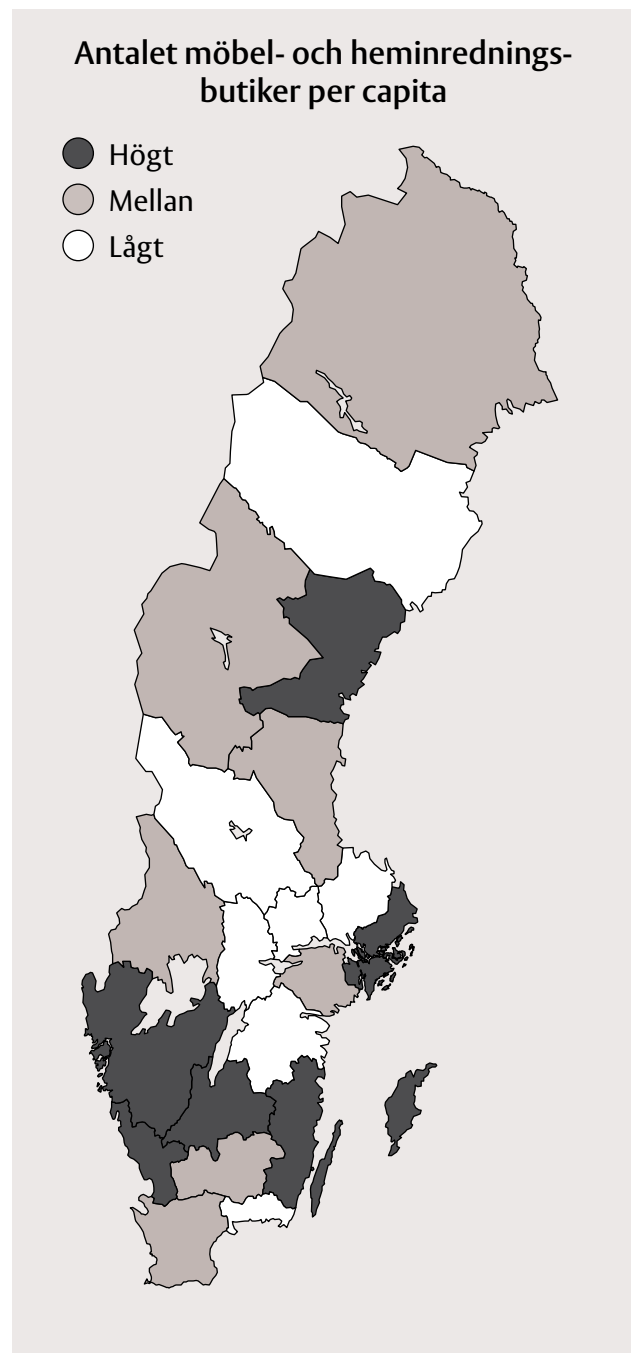 Antalet möbel- och heminrednings-
butiker per capita
Högt
Mellan
Lågt